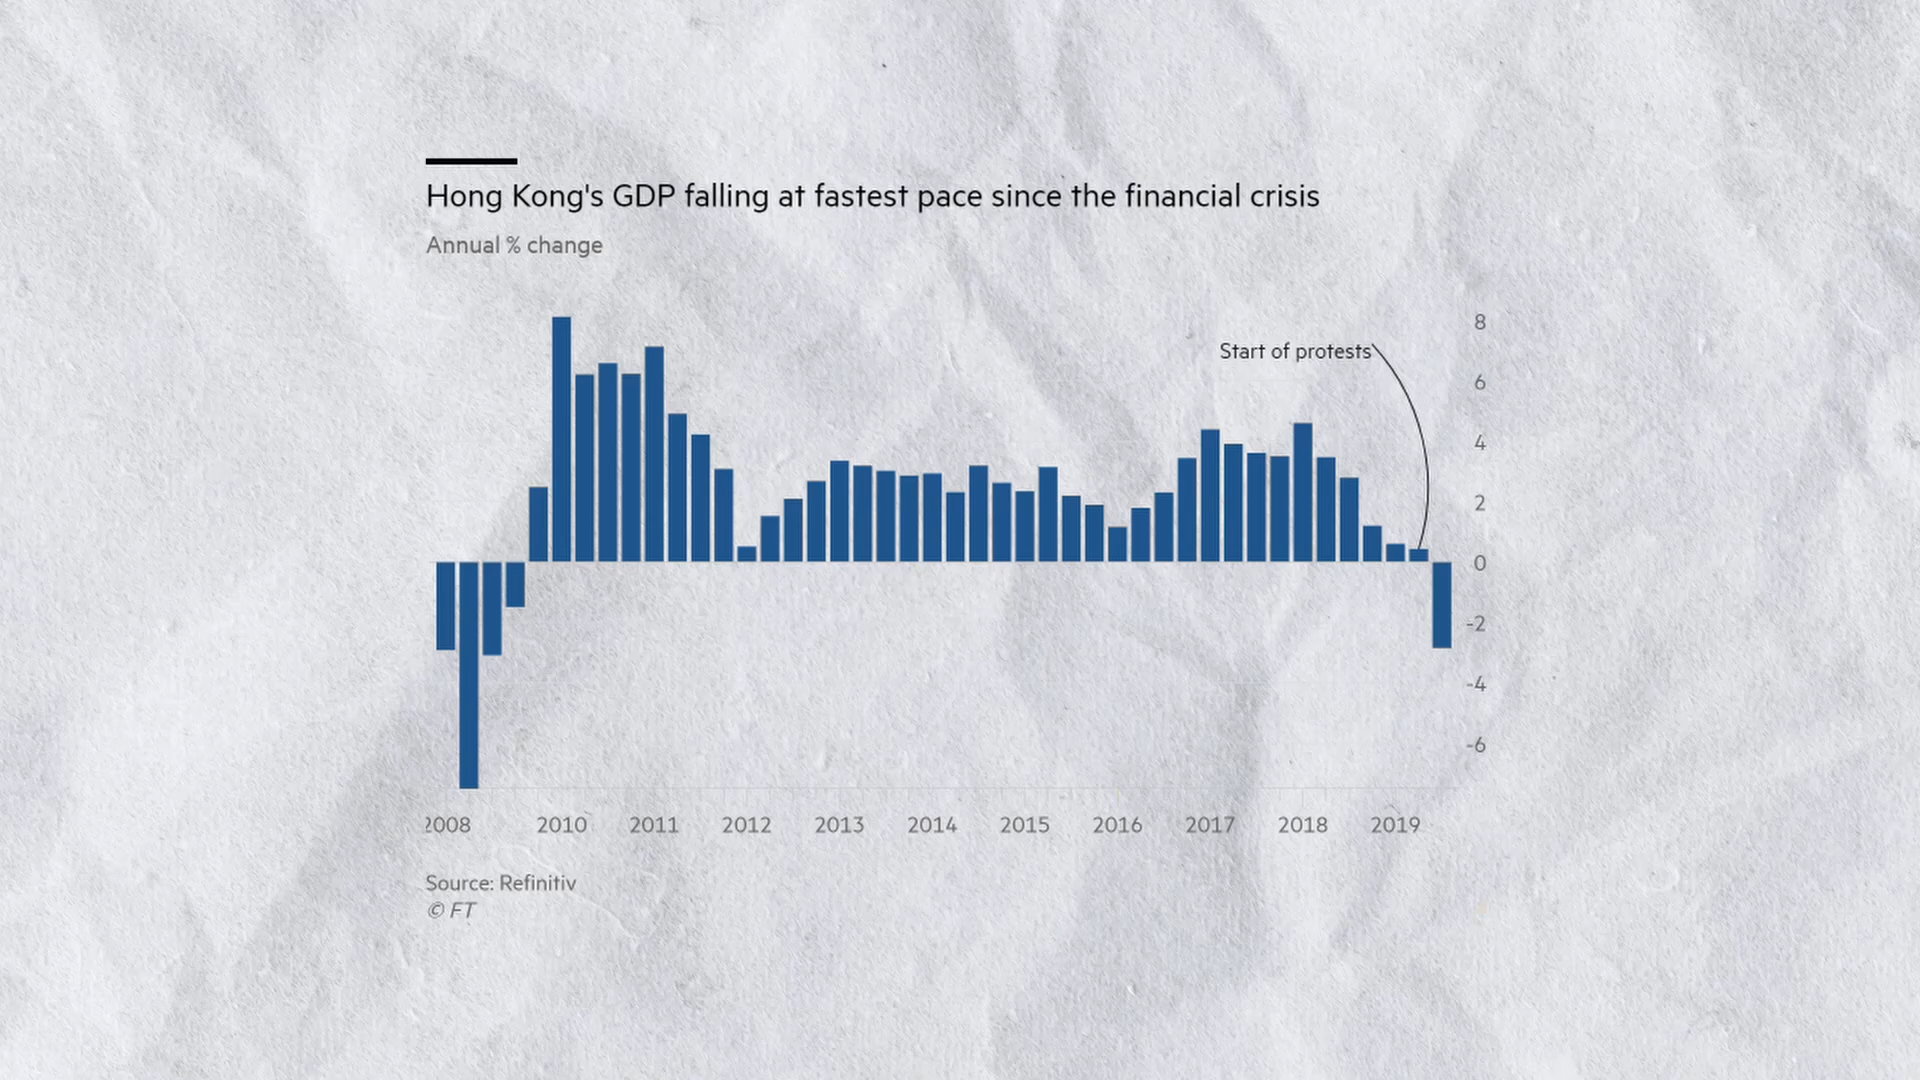 Hong Kong's GDP falling at fastest pace since the financial crisis
Annual % change
8
Start of protests
6
4
2
0
-2
-4
-6
2008 2010 2011 2012 2013 2014 2015 2016 2017 2018 2019
Source: Refinitiv
© FT